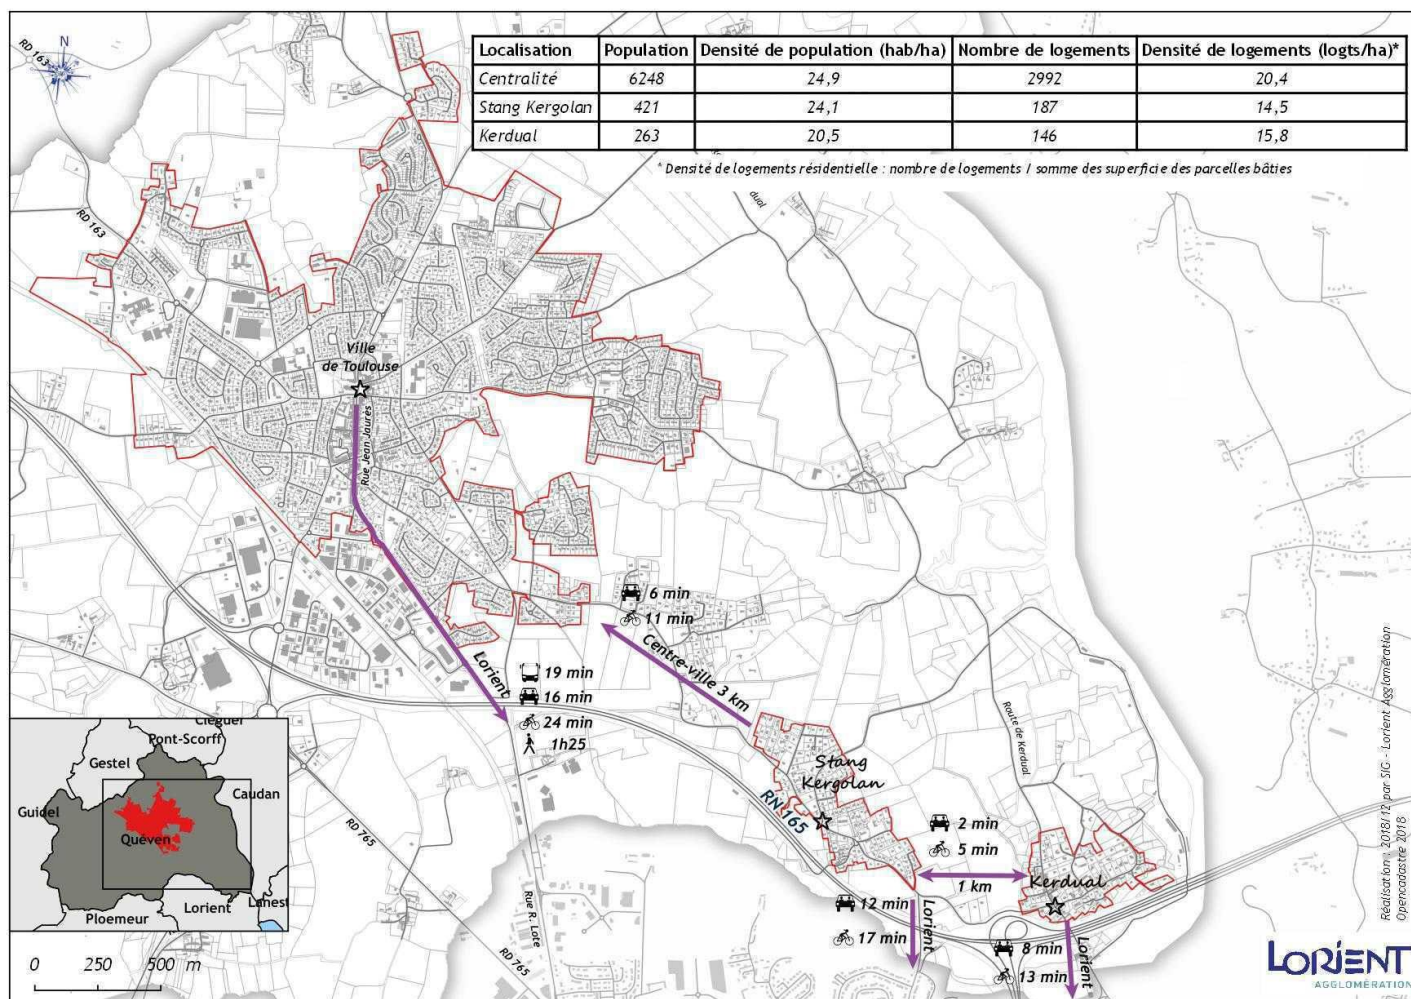 Localisation Population Densité de population (hab/ha) Nombre de logements Densité de logements (logts/ha)*
Centralité 6248 24,9 2992 20,4
Stang Kergolan 421 24,1 187 14,5
Kerdual 263 20,5 146 15,8
* Densité de logements résidentielle : nombre de logements / somme des superficie des parcelles bâties
RD 163
N
RD 163
dual
Ville
de Toulouse
Rue Jean Jaurès
6 min
11 min
Centre-ville 3 km
Lorient
19 min
16 min
24 min
1h25
Route de Kerdual
Stang
Kergolan
RN 165
2 min
5 min
1 km
Kerdual
12 min
17 min
Lorient
8 min
13 min
Lorient
RD 765
Rue R. Lote
RD 765
Cléguer
Pont-Scorff
Gestel
Caudan
Guidel
Quéven
Ploemeur
Lorient
Lanest
0 250 500 m
Réalisation : 2018/12 par SIG - Lorient Agglomération
Opencadastre 2018
LORIENT
AGGLOMÉRATION